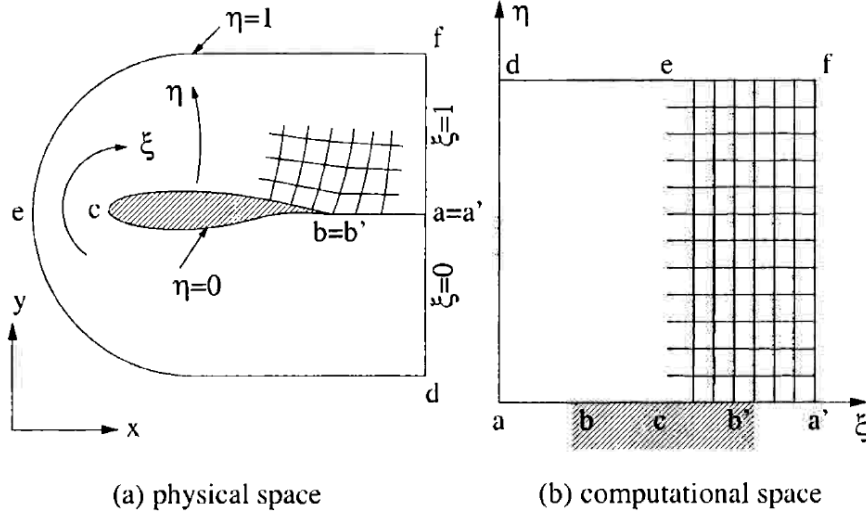 η=1
f
η
ξ=1
ξ
e
c
a=a'
b=b'
η=0
ξ=0
y
d
x
(a) physical space
η
d
e
f
a
b
c
b'
a'
ξ
(b) computational space